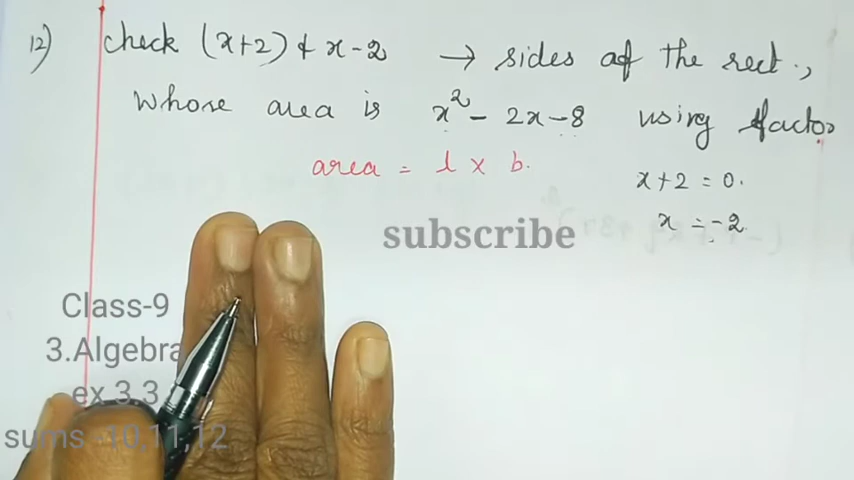 12) check (x+2) & x-2 → sides of the rect.,
whose area is x² - 2x - 8 using factor
area = l × b.
x+2 = 0.
x = -2
subscribe
Class-9
3.Algebra
ex 3.3
sums -10,11,12